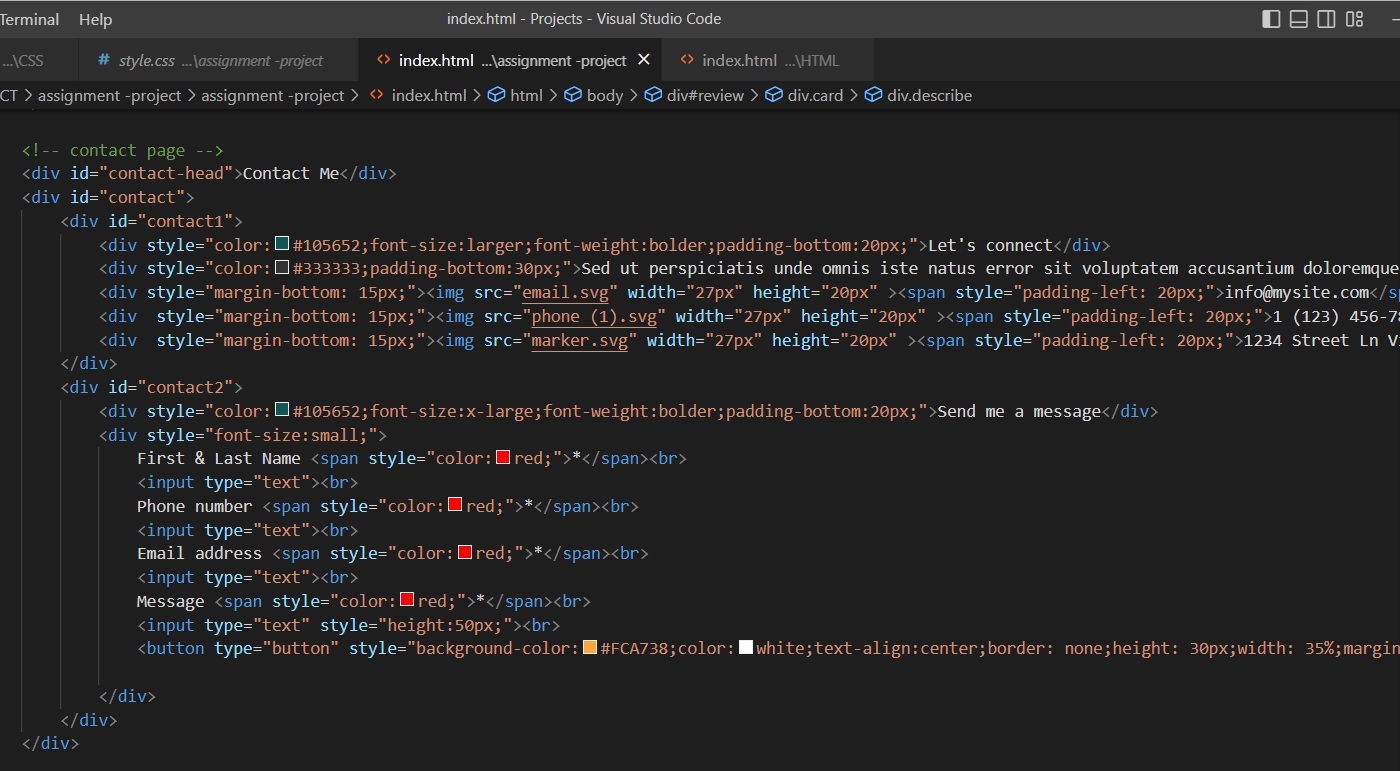 Terminal Help index.html - Projects - Visual Studio Code
...\CSS # style.css ...\assignment -project <> index.html ...\assignment -project <> index.html ...\HTML
CT > assignment -project > assignment -project > <> index.html > html > body > div#review > div.card > div.describe
<!-- contact page -->
<div id="contact-head">Contact Me</div>
<div id="contact">
<div id="contact1">
<div style="color:#105652;font-size:larger;font-weight:bolder;padding-bottom:20px;">Let's connect</div>
<div style="color:#333333;padding-bottom:30px;">Sed ut perspiciatis unde omnis iste natus error sit voluptatem accusantium doloremque
<div style="margin-bottom: 15px;"><img src="email.svg" width="27px" height="20px" ><span style="padding-left: 20px;">info@mysite.com</sp
<div  style="margin-bottom: 15px;"><img src="phone (1).svg" width="27px" height="20px" ><span style="padding-left: 20px;">1 (123) 456-78
<div  style="margin-bottom: 15px;"><img src="marker.svg" width="27px" height="20px" ><span style="padding-left: 20px;">1234 Street Ln V
</div>
<div id="contact2">
<div style="color:#105652;font-size:x-large;font-weight:bolder;padding-bottom:20px;">Send me a message</div>
<div style="font-size:small;">
First & Last Name <span style="color:red;">*</span><br>
<input type="text"><br>
Phone number <span style="color:red;">*</span><br>
<input type="text"><br>
Email address <span style="color:red;">*</span><br>
<input type="text"><br>
Message <span style="color:red;">*</span><br>
<input type="text" style="height:50px;"><br>
<button type="button" style="background-color:#FCA738;color:white;text-align:center;border: none;height: 30px;width: 35%;margin
</div>
</div>
</div>